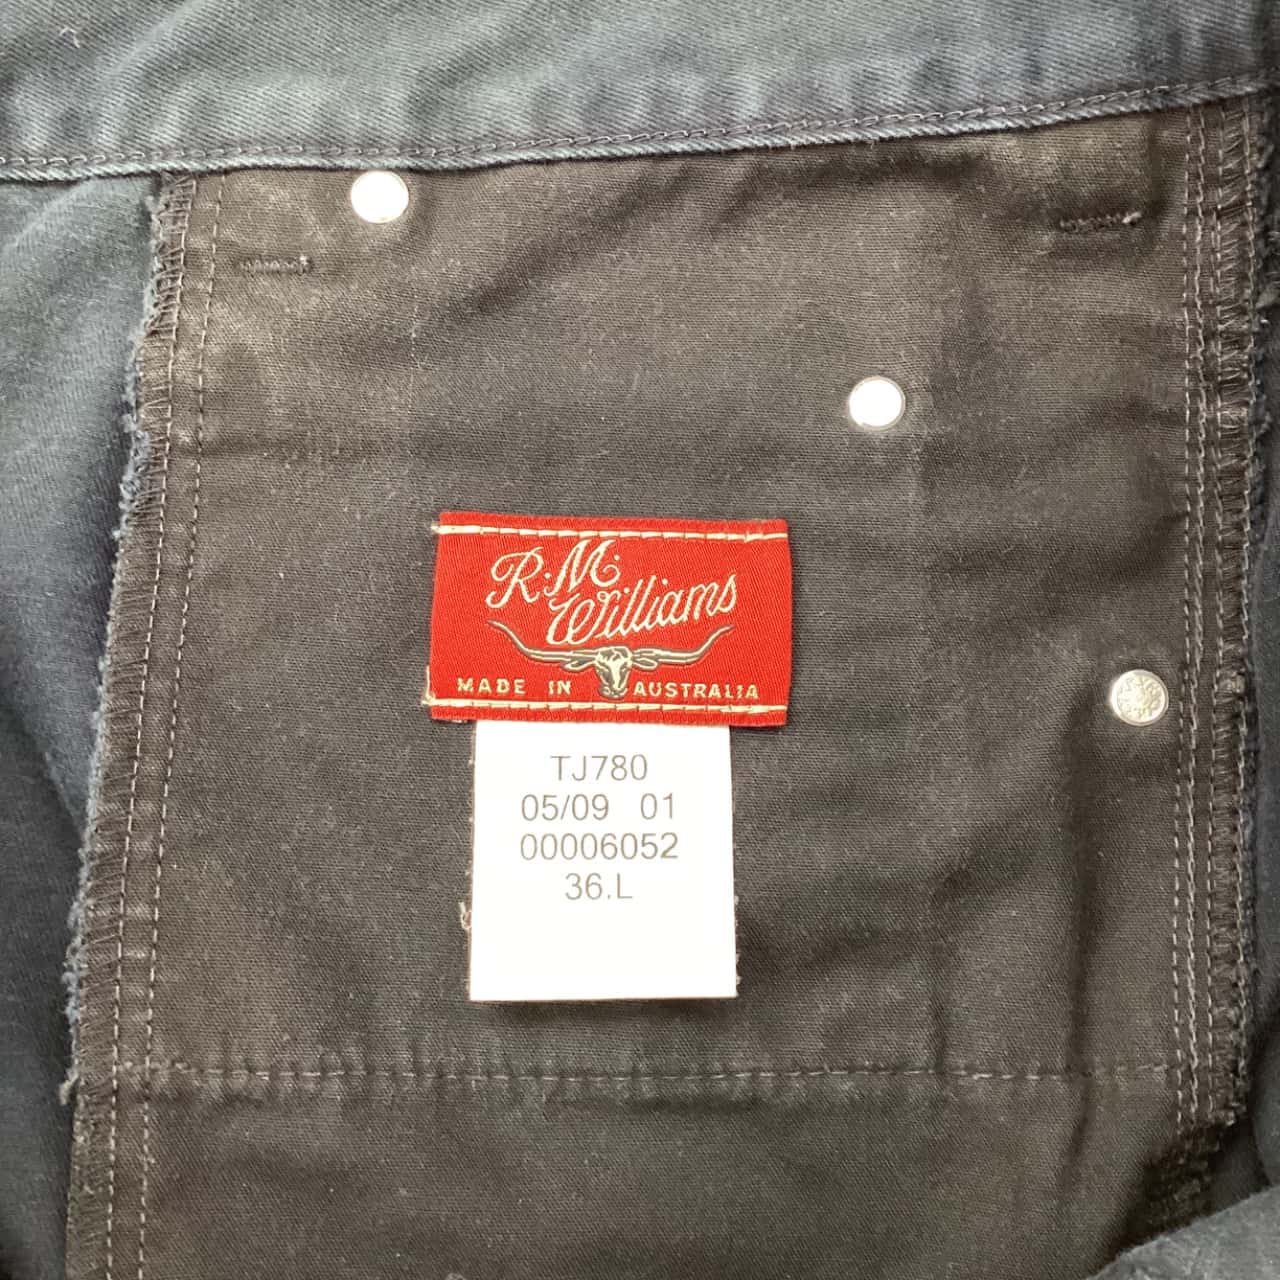 R.M.
Williams
MADE IN AUSTRALIA
TJ780
05/09 01
00006052
36.L